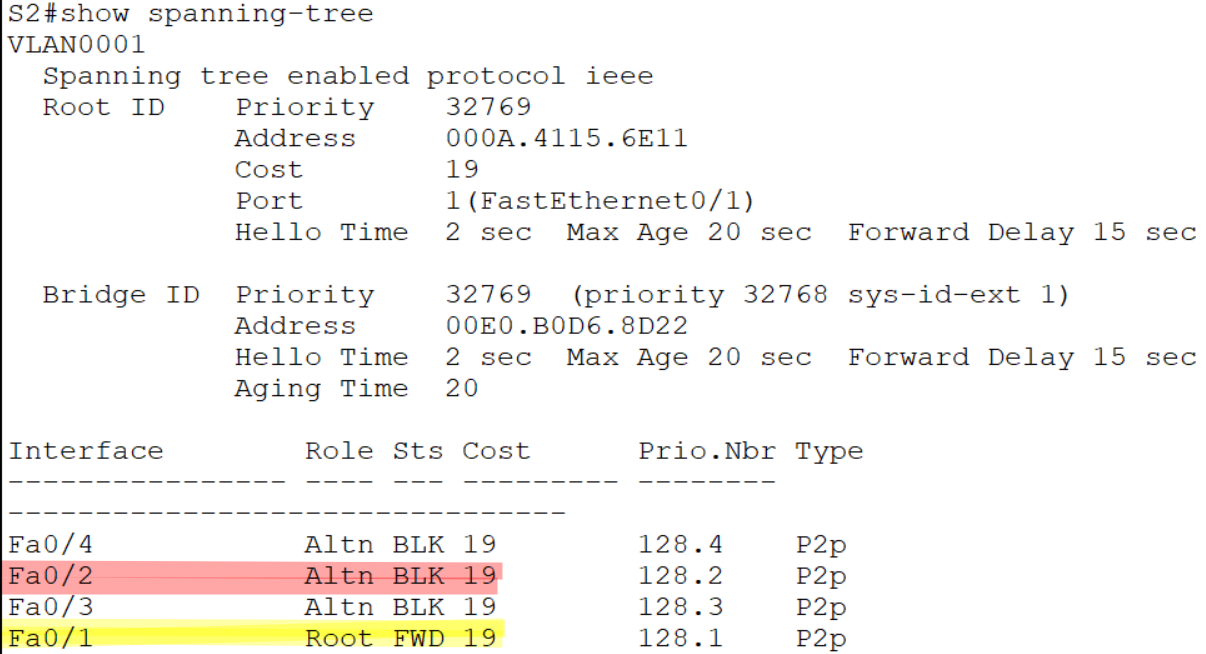 S2#show spanning-tree
VLAN0001
  Spanning tree enabled protocol ieee
  Root ID    Priority    32769
             Address     000A.4115.6E11
             Cost        19
             Port        1(FastEthernet0/1)
             Hello Time  2 sec  Max Age 20 sec  Forward Delay 15 sec

  Bridge ID  Priority    32769  (priority 32768 sys-id-ext 1)
             Address     00E0.B0D6.8D22
             Hello Time  2 sec  Max Age 20 sec  Forward Delay 15 sec
             Aging Time  20

Interface        Role Sts Cost      Prio.Nbr Type
---------------- ---- --- --------- --------
--------------------------------
Fa0/4            Altn BLK 19        128.4    P2p
Fa0/2            Altn BLK 19        128.2    P2p
Fa0/3            Altn BLK 19        128.3    P2p
Fa0/1            Root FWD 19        128.1    P2p